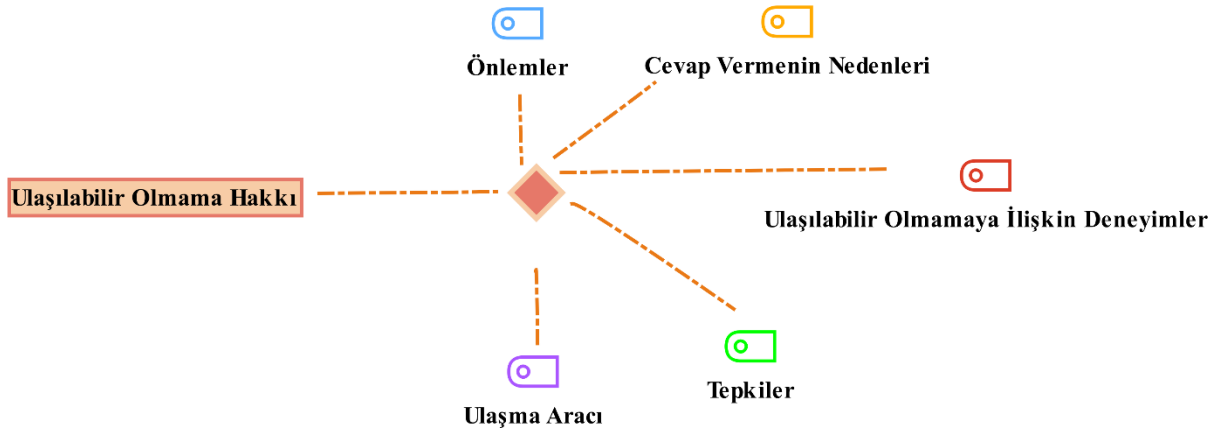 Önlemler
Cevap Vermenin Nedenleri
Ulaşılabilir Olmama Hakkı
Ulaşılabilir Olmamaya İlişkin Deneyimler
Tepkiler
Ulaşma Aracı